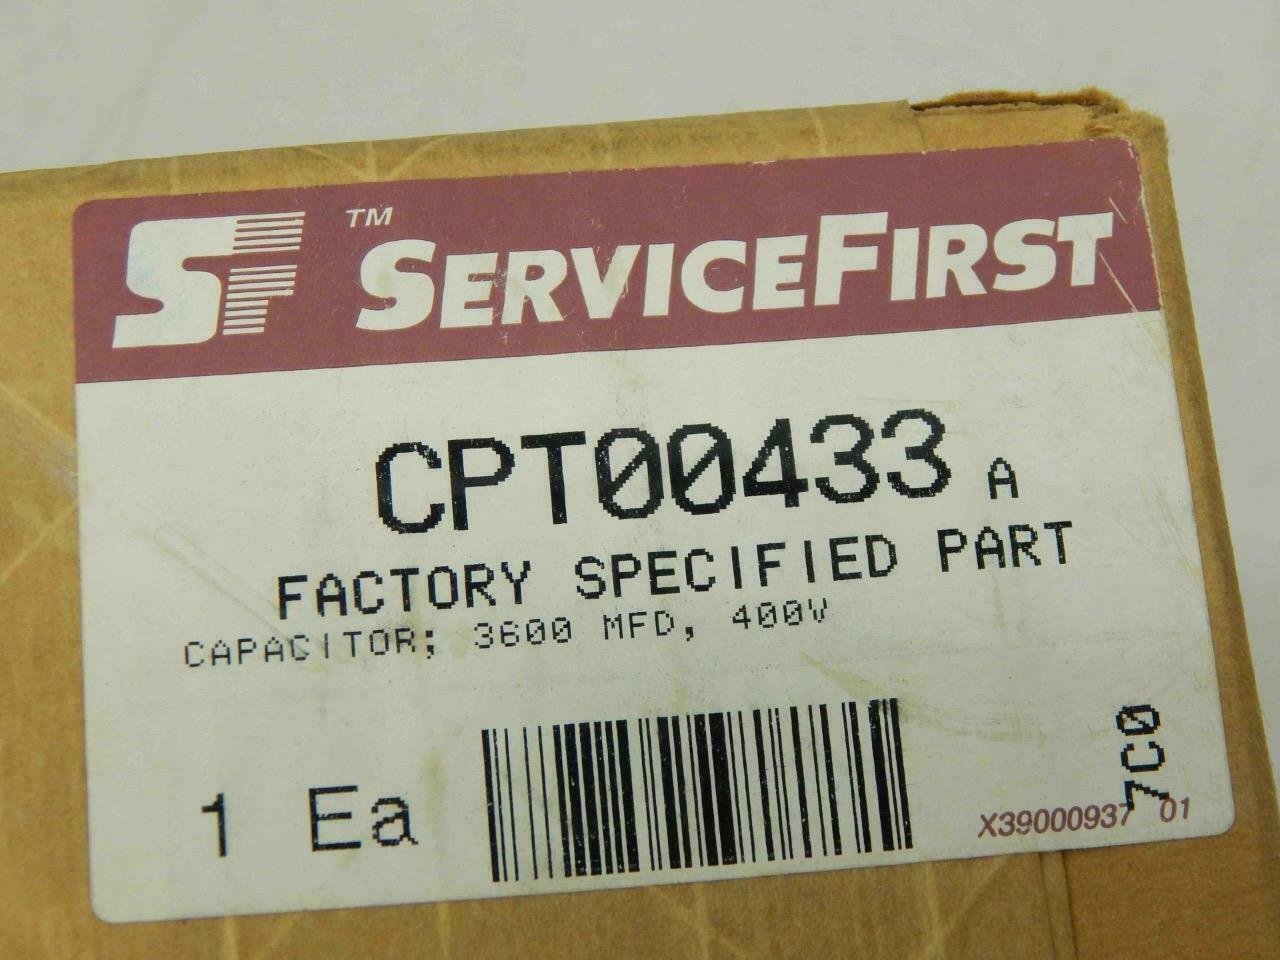 SF ™ SERVICEFIRST
CPT00433 A
FACTORY SPECIFIED PART
CAPACITOR; 3600 MFD, 400V
1 Ea
7C0
X39000937 01